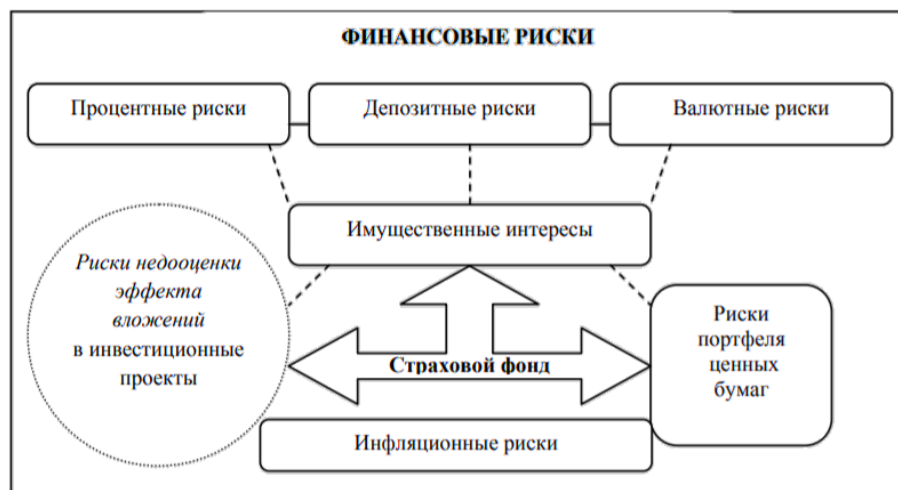 ФИНАНСОВЫЕ РИСКИ
Процентные риски
Депозитные риски
Валютные риски
Имущественные интересы
Риски недооценки
эффекта
вложений
в инвестиционные
проекты
Страховой фонд
Риски
портфеля
ценных
бумаг
Инфляционные риски